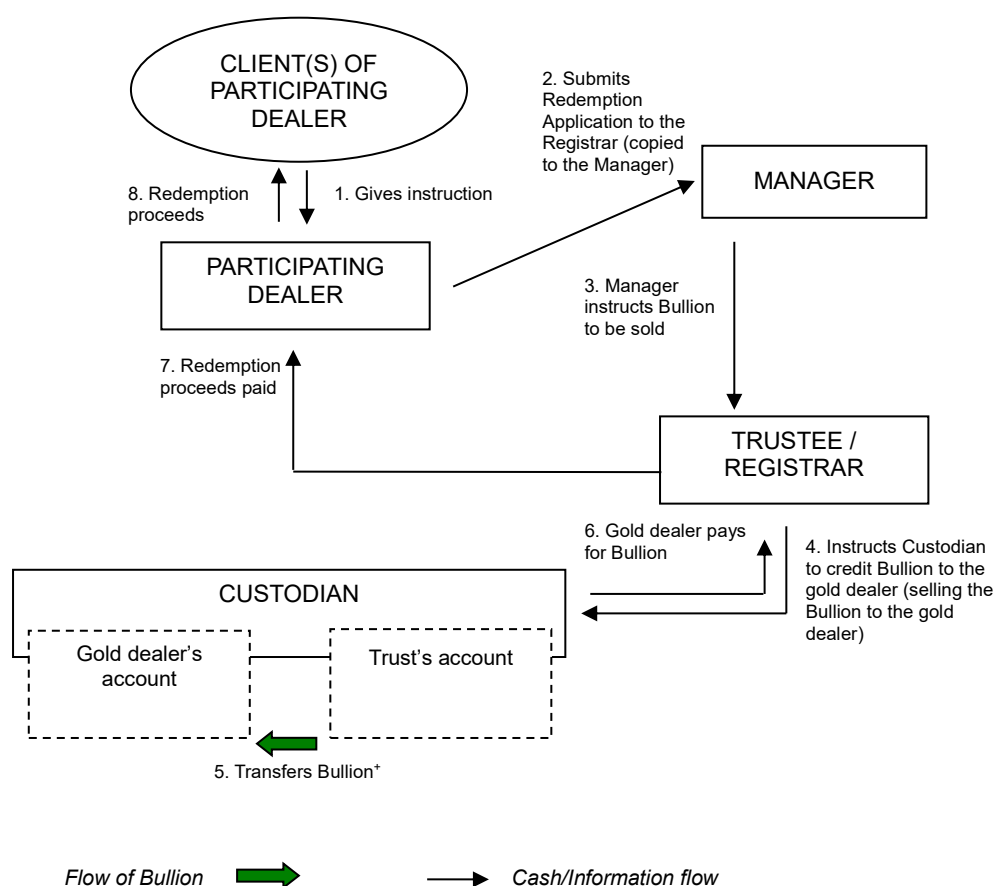 CLIENT(S) OF
PARTICIPATING
DEALER
2. Submits
Redemption
Application to the
Registrar (copied
to the Manager)
MANAGER
8. Redemption
proceeds
1. Gives instruction
PARTICIPATING
DEALER
3. Manager
instructs Bullion
to be sold
7. Redemption
proceeds paid
TRUSTEE /
REGISTRAR
6. Gold dealer pays
for Bullion
4. Instructs Custodian
to credit Bullion to the
gold dealer (selling the
Bullion to the gold
dealer)
CUSTODIAN
Gold dealer’s
account
Trust’s account
5. Transfers Bullion⁺
Flow of Bullion
Cash/Information flow